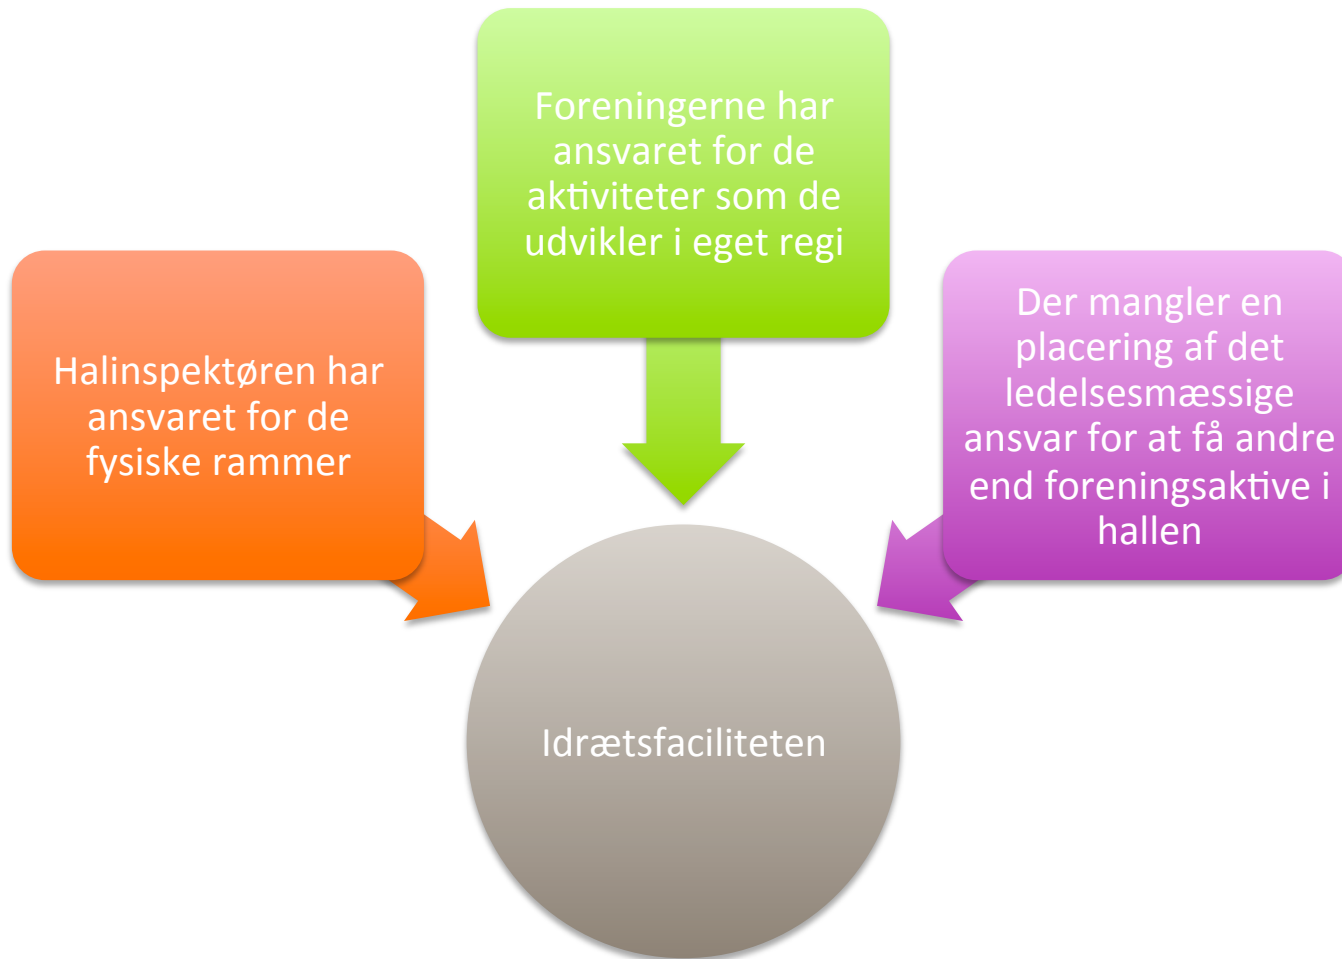 Foreningerne har
ansvaret for de
aktiviteter som de
udvikler i eget regi
Halinspektøren har
ansvaret for de
fysiske rammer
Der mangler en
placering af det
ledelsesmæssige
ansvar for at få andre
end foreningsaktive i
hallen
Idrætsfaciliteten